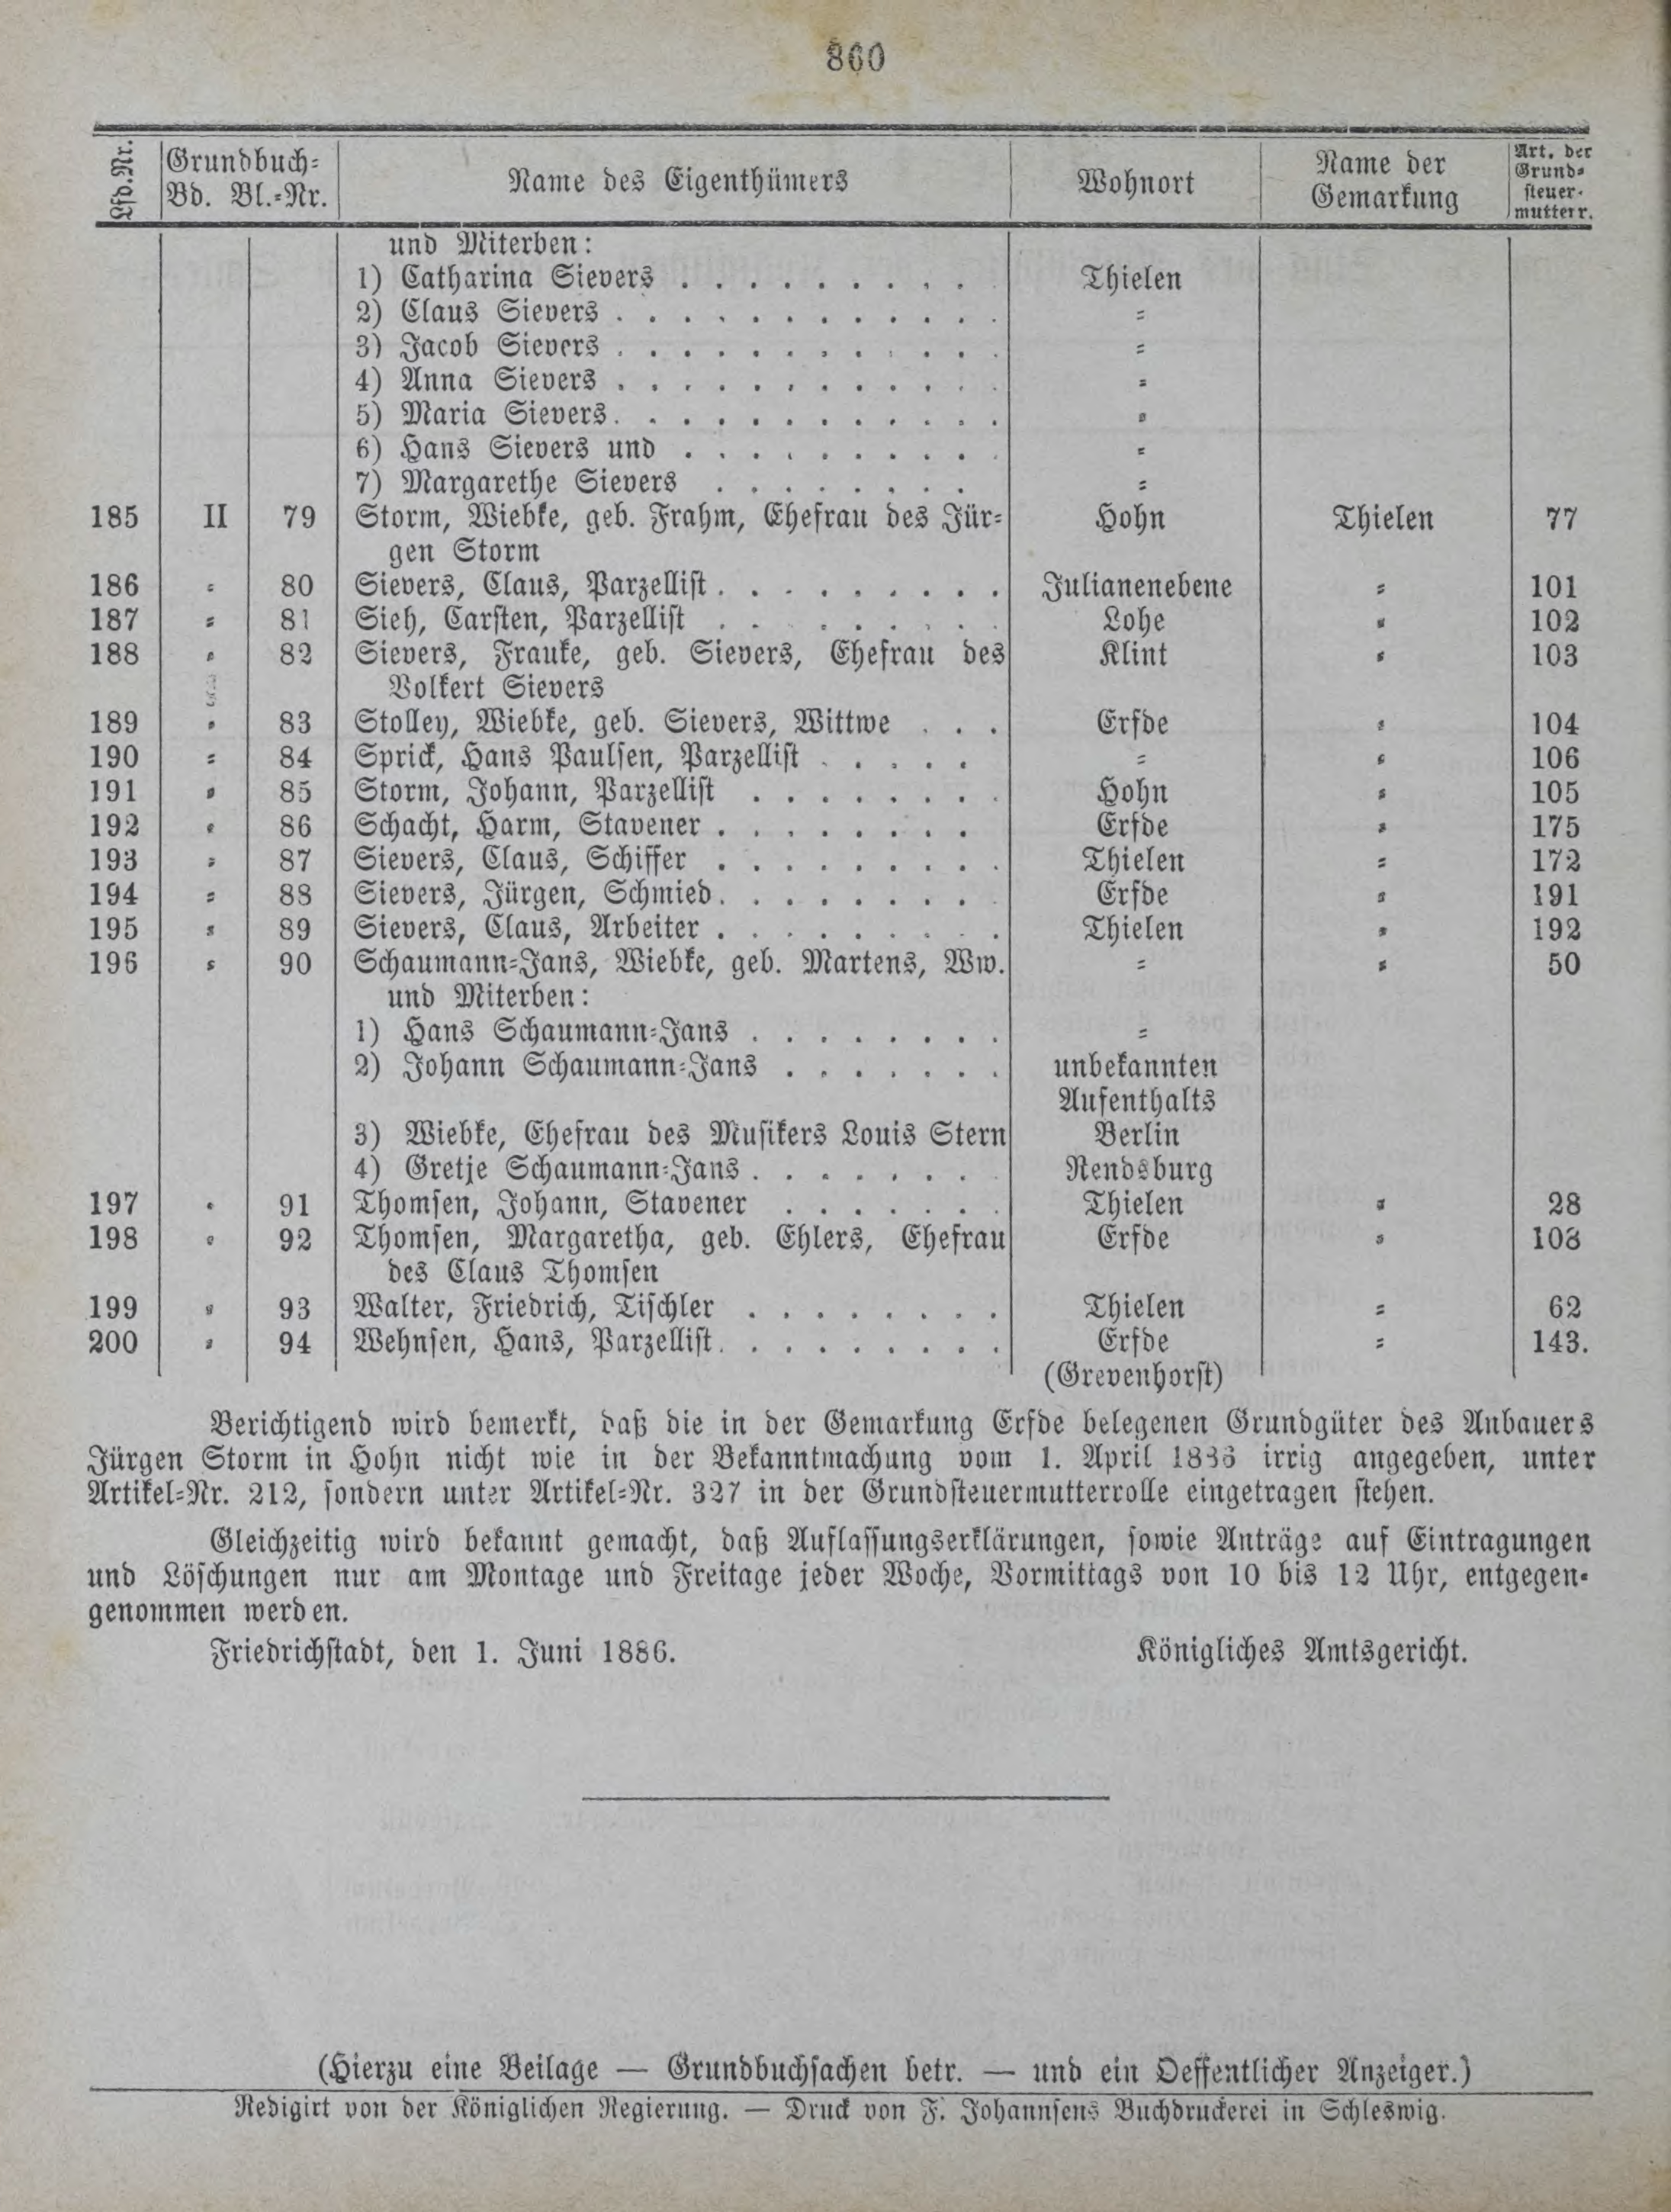 860
Lfd.Nr. Grundbuch- Bd. Bl.-Nr. Name des Eigenthümers Wohnort Name der Gemarkung Art. der Grund- steuer- mutterr.
und Miterben:
1) Catharina Sievers . . . . . . . . . Thielen
2) Claus Sievers . . . . . . . . . . . . =
3) Jacob Sievers . . . . . . . . . . . . =
4) Anna Sievers . . . . . . . . . . . . =
5) Maria Sievers. . . . . . . . . . . . =
6) Hans Sievers und . . . . . . . . . . =
7) Margarethe Sievers . . . . . . . . =
185 II 79 Storm, Wiebke, geb. Frahm, Ehefrau des Jür- Hohn Thielen 77
gen Storm
186 = 80 Sievers, Claus, Parzellist . . . . . . . . . Julianenebene = 101
187 = 81 Sieh, Carsten, Parzellist . . . . . . . . . Lohe = 102
188 = 82 Sievers, Frauke, geb. Sievers, Ehefrau des Klint = 103
Volkert Sievers
189 = 83 Stolley, Wiebke, geb. Sievers, Wittwe . . . Erfde = 104
190 = 84 Sprick, Hans Paulsen, Parzellist . . . . . = = 106
191 = 85 Storm, Johann, Parzellist . . . . . . . . Hohn = 105
192 = 86 Schacht, Harm, Stavener . . . . . . . . Erfde = 175
193 = 87 Sievers, Claus, Schiffer . . . . . . . . . Thielen = 172
194 = 88 Sievers, Jürgen, Schmied. . . . . . . . . Erfde = 191
195 = 89 Sievers, Claus, Arbeiter . . . . . . . . . Thielen = 192
196 = 90 Schaumann-Jans, Wiebke, geb. Martens, Ww. = = 50
und Miterben:
1) Hans Schaumann-Jans . . . . . . . . =
2) Johann Schaumann-Jans . . . . . . . unbekannten
Aufenthalts
3) Wiebke, Ehefrau des Musikers Louis Stern Berlin
4) Gretje Schaumann-Jans . . . . . . . Rendsburg
197 = 91 Thomsen, Johann, Stavener . . . . . . . Thielen = 28
198 = 92 Thomsen, Margaretha, geb. Ehlers, Ehefrau Erfde = 108
des Claus Thomsen
199 = 93 Walter, Friedrich, Tischler . . . . . . . . Thielen = 62
200 = 94 Wehnsen, Hans, Parzellist. . . . . . . . . Erfde = 143.
(Grevenhorst)
Berichtigend wird bemerkt, daß die in der Gemarkung Erfde belegenen Grundgüter des Anbauers
Jürgen Storm in Hohn nicht wie in der Bekanntmachung vom 1. April 1886 irrig angegeben, unter
Artikel-Nr. 212, sondern unter Artikel-Nr. 327 in der Grundsteuermutterrolle eingetragen stehen.
Gleichzeitig wird bekannt gemacht, daß Auflassungserklärungen, sowie Anträge auf Eintragungen
und Löschungen nur am Montage und Freitage jeder Woche, Vormittags von 10 bis 12 Uhr, entgegen-
genommen werden.
Friedrichstadt, den 1. Juni 1886. Königliches Amtsgericht.
(Hierzu eine Beilage — Grundbuchsachen betr. — und ein Oeffentlicher Anzeiger.)
Redigirt von der Königlichen Regierung. — Druck von F. Johannsens Buchdruckerei in Schleswig.